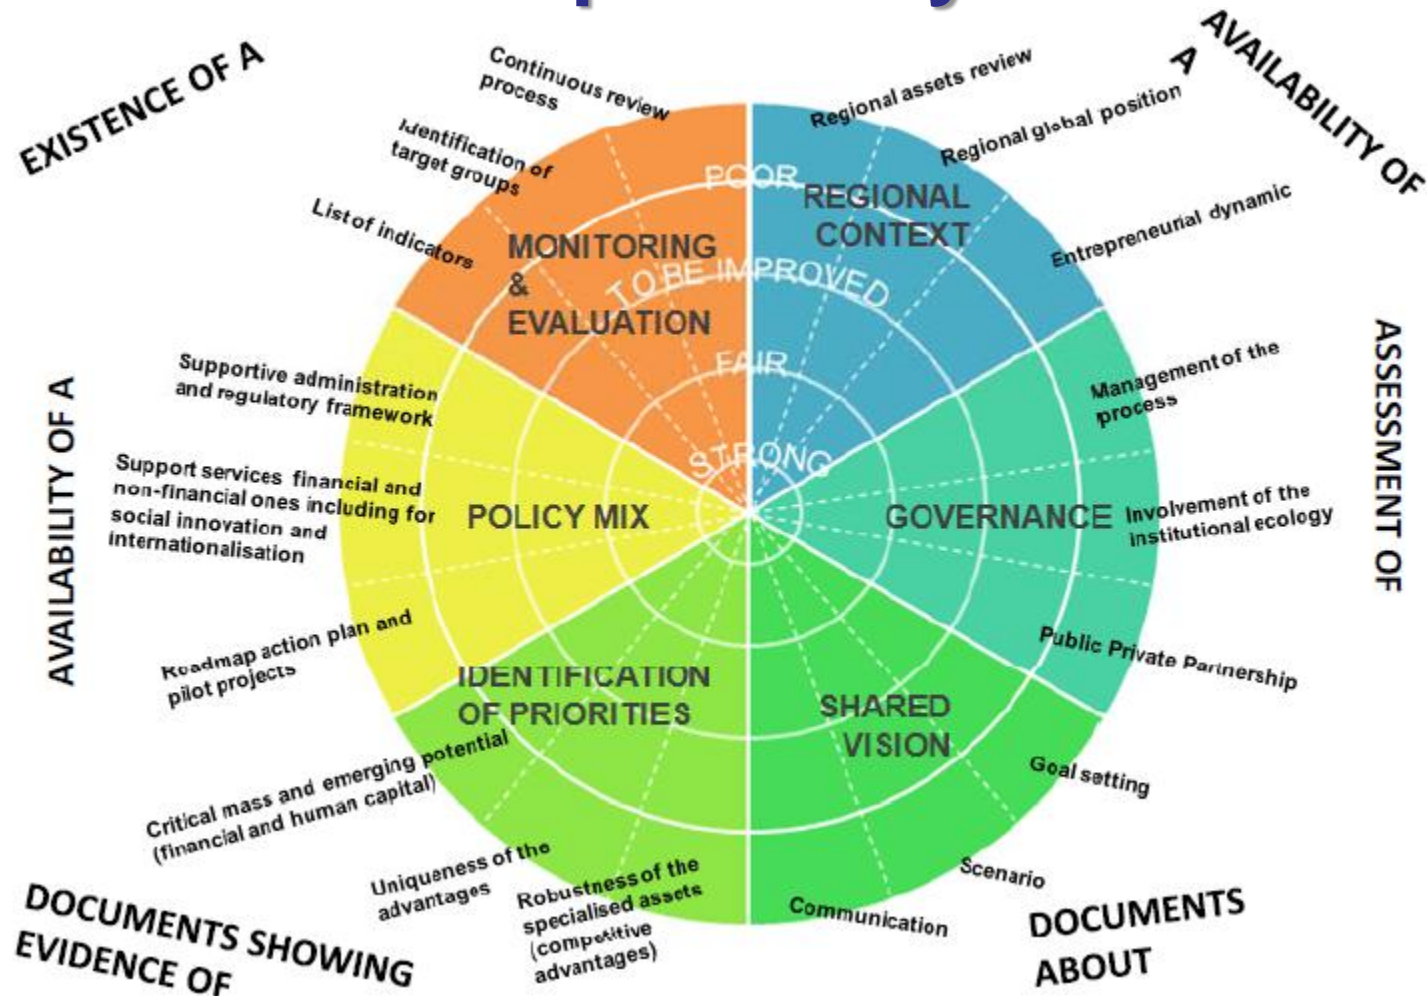 EXISTENCE OF A
Continuous review
process
Identification of
target groups
List of indicators
MONITORING
&
EVALUATION
AVAILABILITY OF
A
Regional assets review
Regional global position
Entrepreneurial dynamic
REGIONAL
CONTEXT
POOR
TO BE IMPROVED
FAIR
STRONG
ASSESSMENT OF
Management of the
process
Involvement of the
institutional ecology
Public Private Partnership
GOVERNANCE
AVAILABILITY OF A
Supportive administration
and regulatory framework
Support services financial and
non-financial ones including for
social innovation and
internationalisation
Roadmap action plan and
pilot projects
POLICY MIX
IDENTIFICATION
OF PRIORITIES
Critical mass and emerging potential
(financial and human capital)
Uniqueness of the
advantages
Robustness of the
specialised assets
(competitive
advantages)
DOCUMENTS SHOWING
EVIDENCE OF
SHARED
VISION
Goal setting
Scenario
Communication
DOCUMENTS
ABOUT